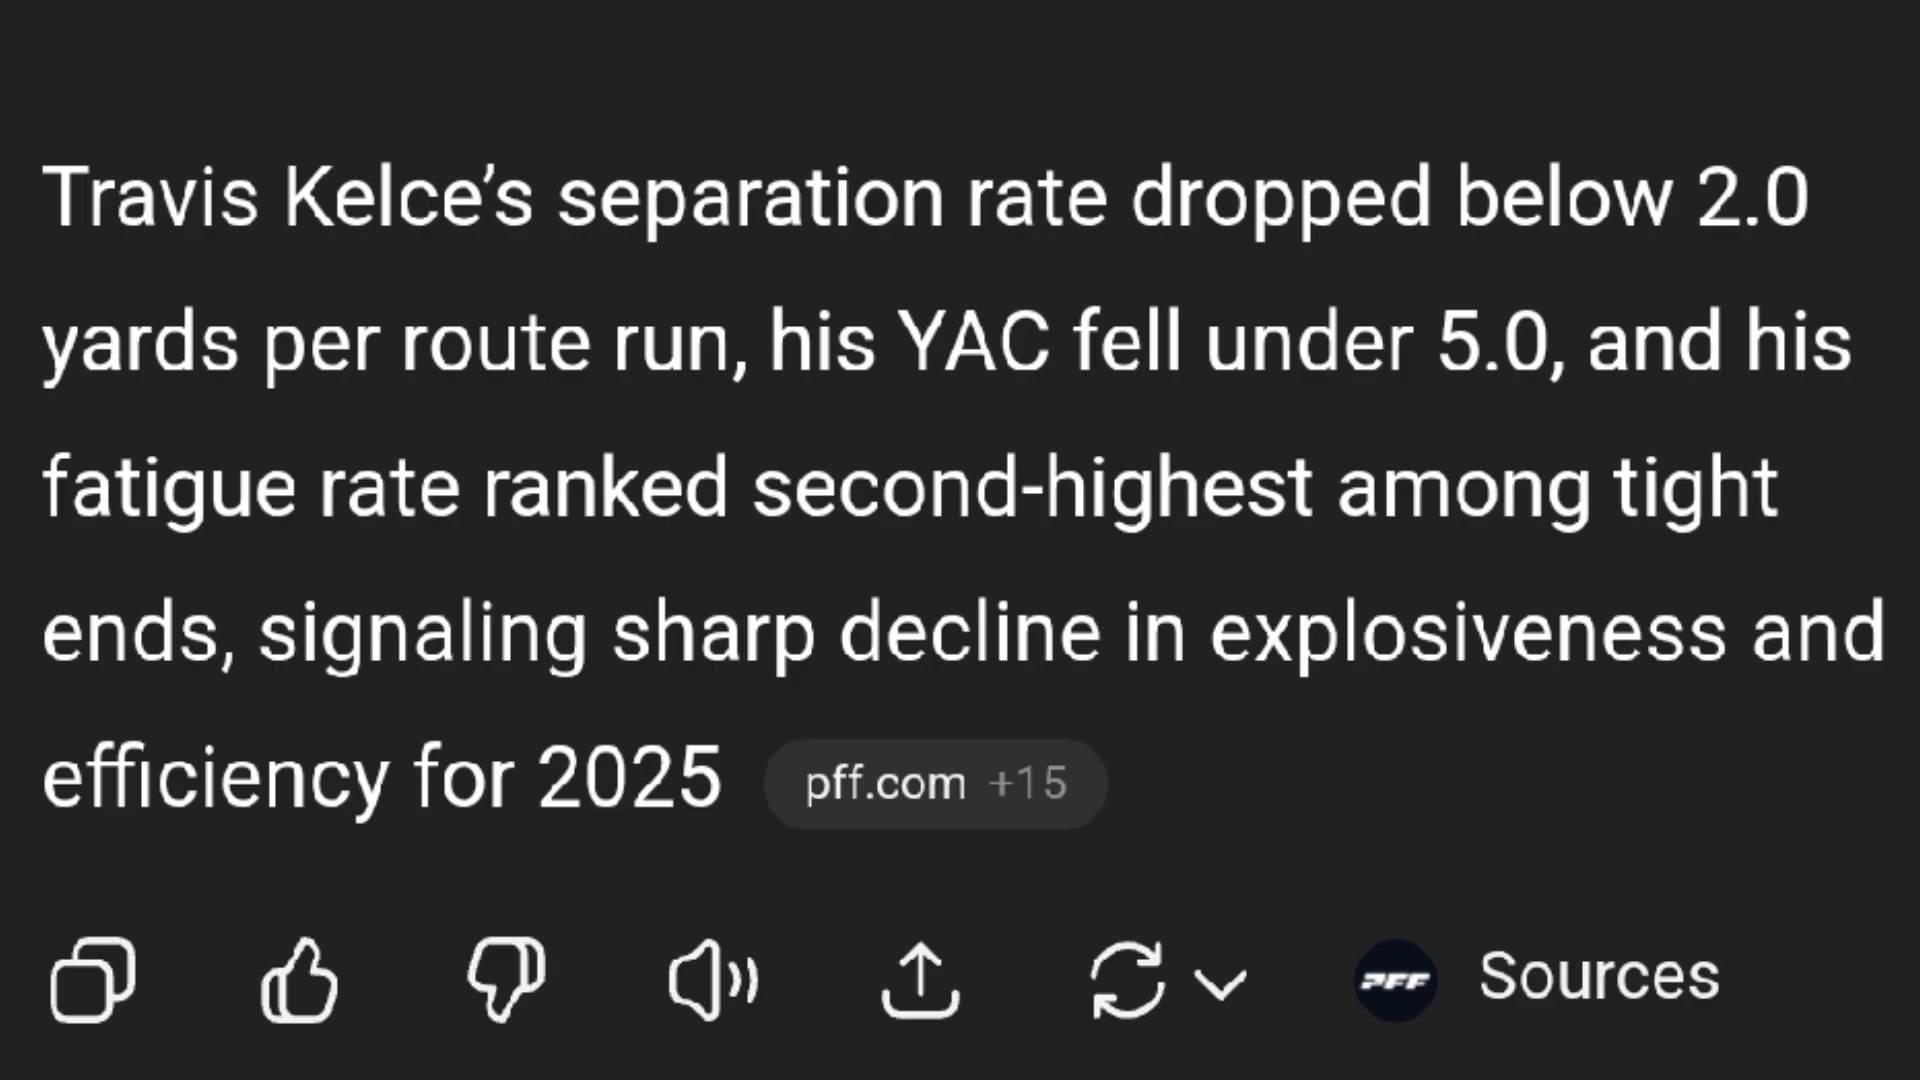 Travis Kelce’s separation rate dropped below 2.0
yards per route run, his YAC fell under 5.0, and his
fatigue rate ranked second-highest among tight
ends, signaling sharp decline in explosiveness and
efficiency for 2025 pff.com +15
PFF Sources